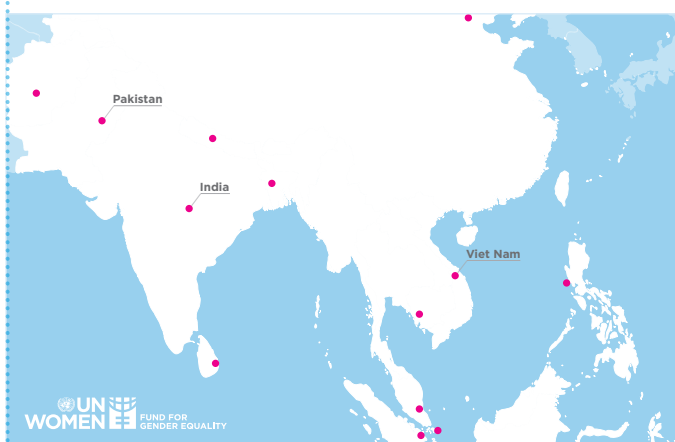 Pakistan
India
Viet Nam
UN
WOMEN
FUND FOR
GENDER EQUALITY